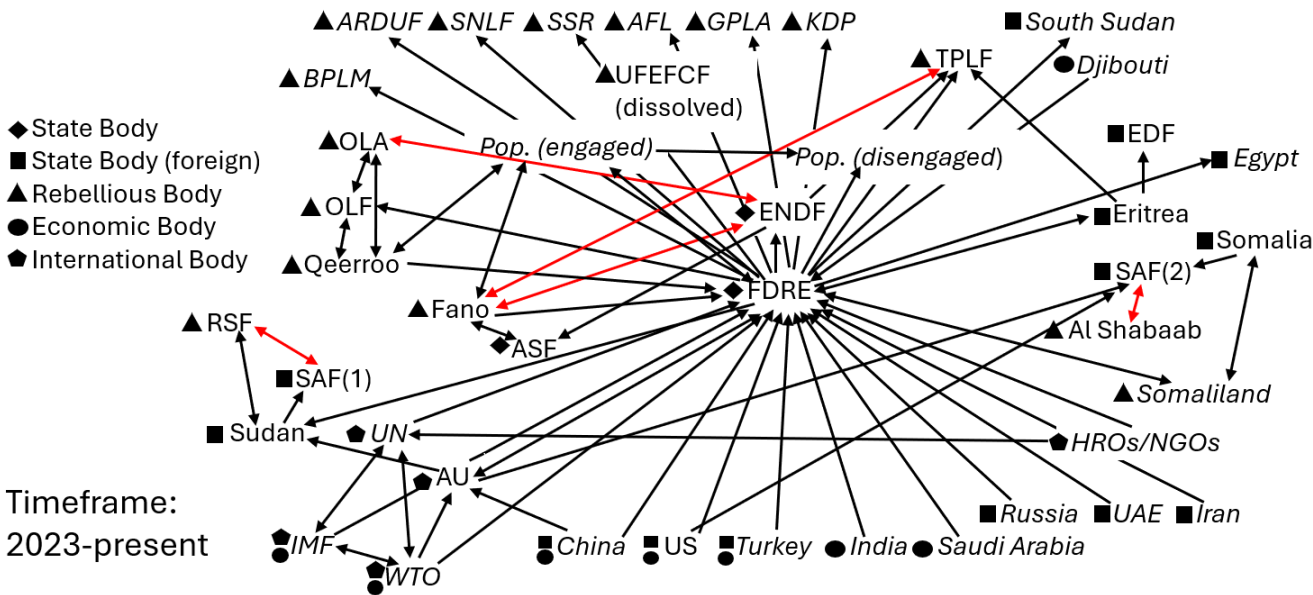 ARDUF SNLF SSR AFL GPLA KDP South Sudan
BPLM UFEFCF TPLF Djibouti
(dissolved)
State Body OLA Pop. (engaged) Pop. (disengaged) EDF Egypt
State Body (foreign)
Rebellious Body OLF ENDF Eritrea
Economic Body Somalia
International Body Qeerroo FDRE SAF(2)
Fano Al Shabaab
RSF ASF
SAF(1) Somaliland
Sudan UN HROs/NGOs
AU
Timeframe: Russia UAE Iran
2023-present IMF China US Turkey India Saudi Arabia
WTO